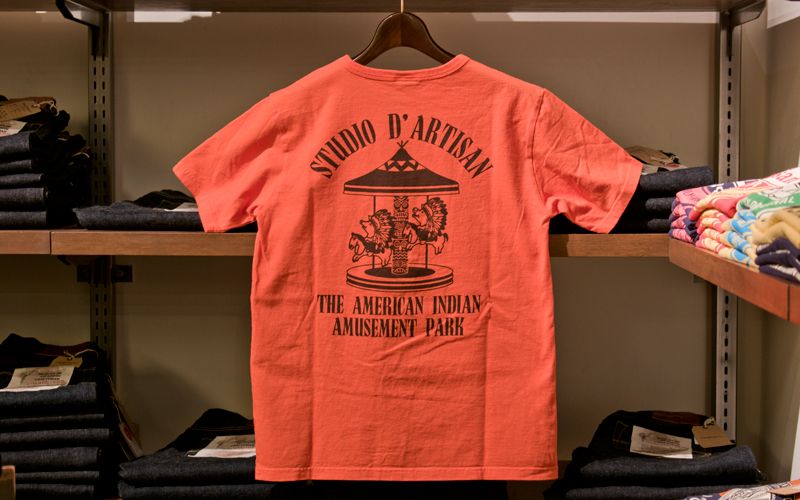 STUDIO D'ARTISAN
THE AMERICAN INDIAN
AMUSEMENT PARK